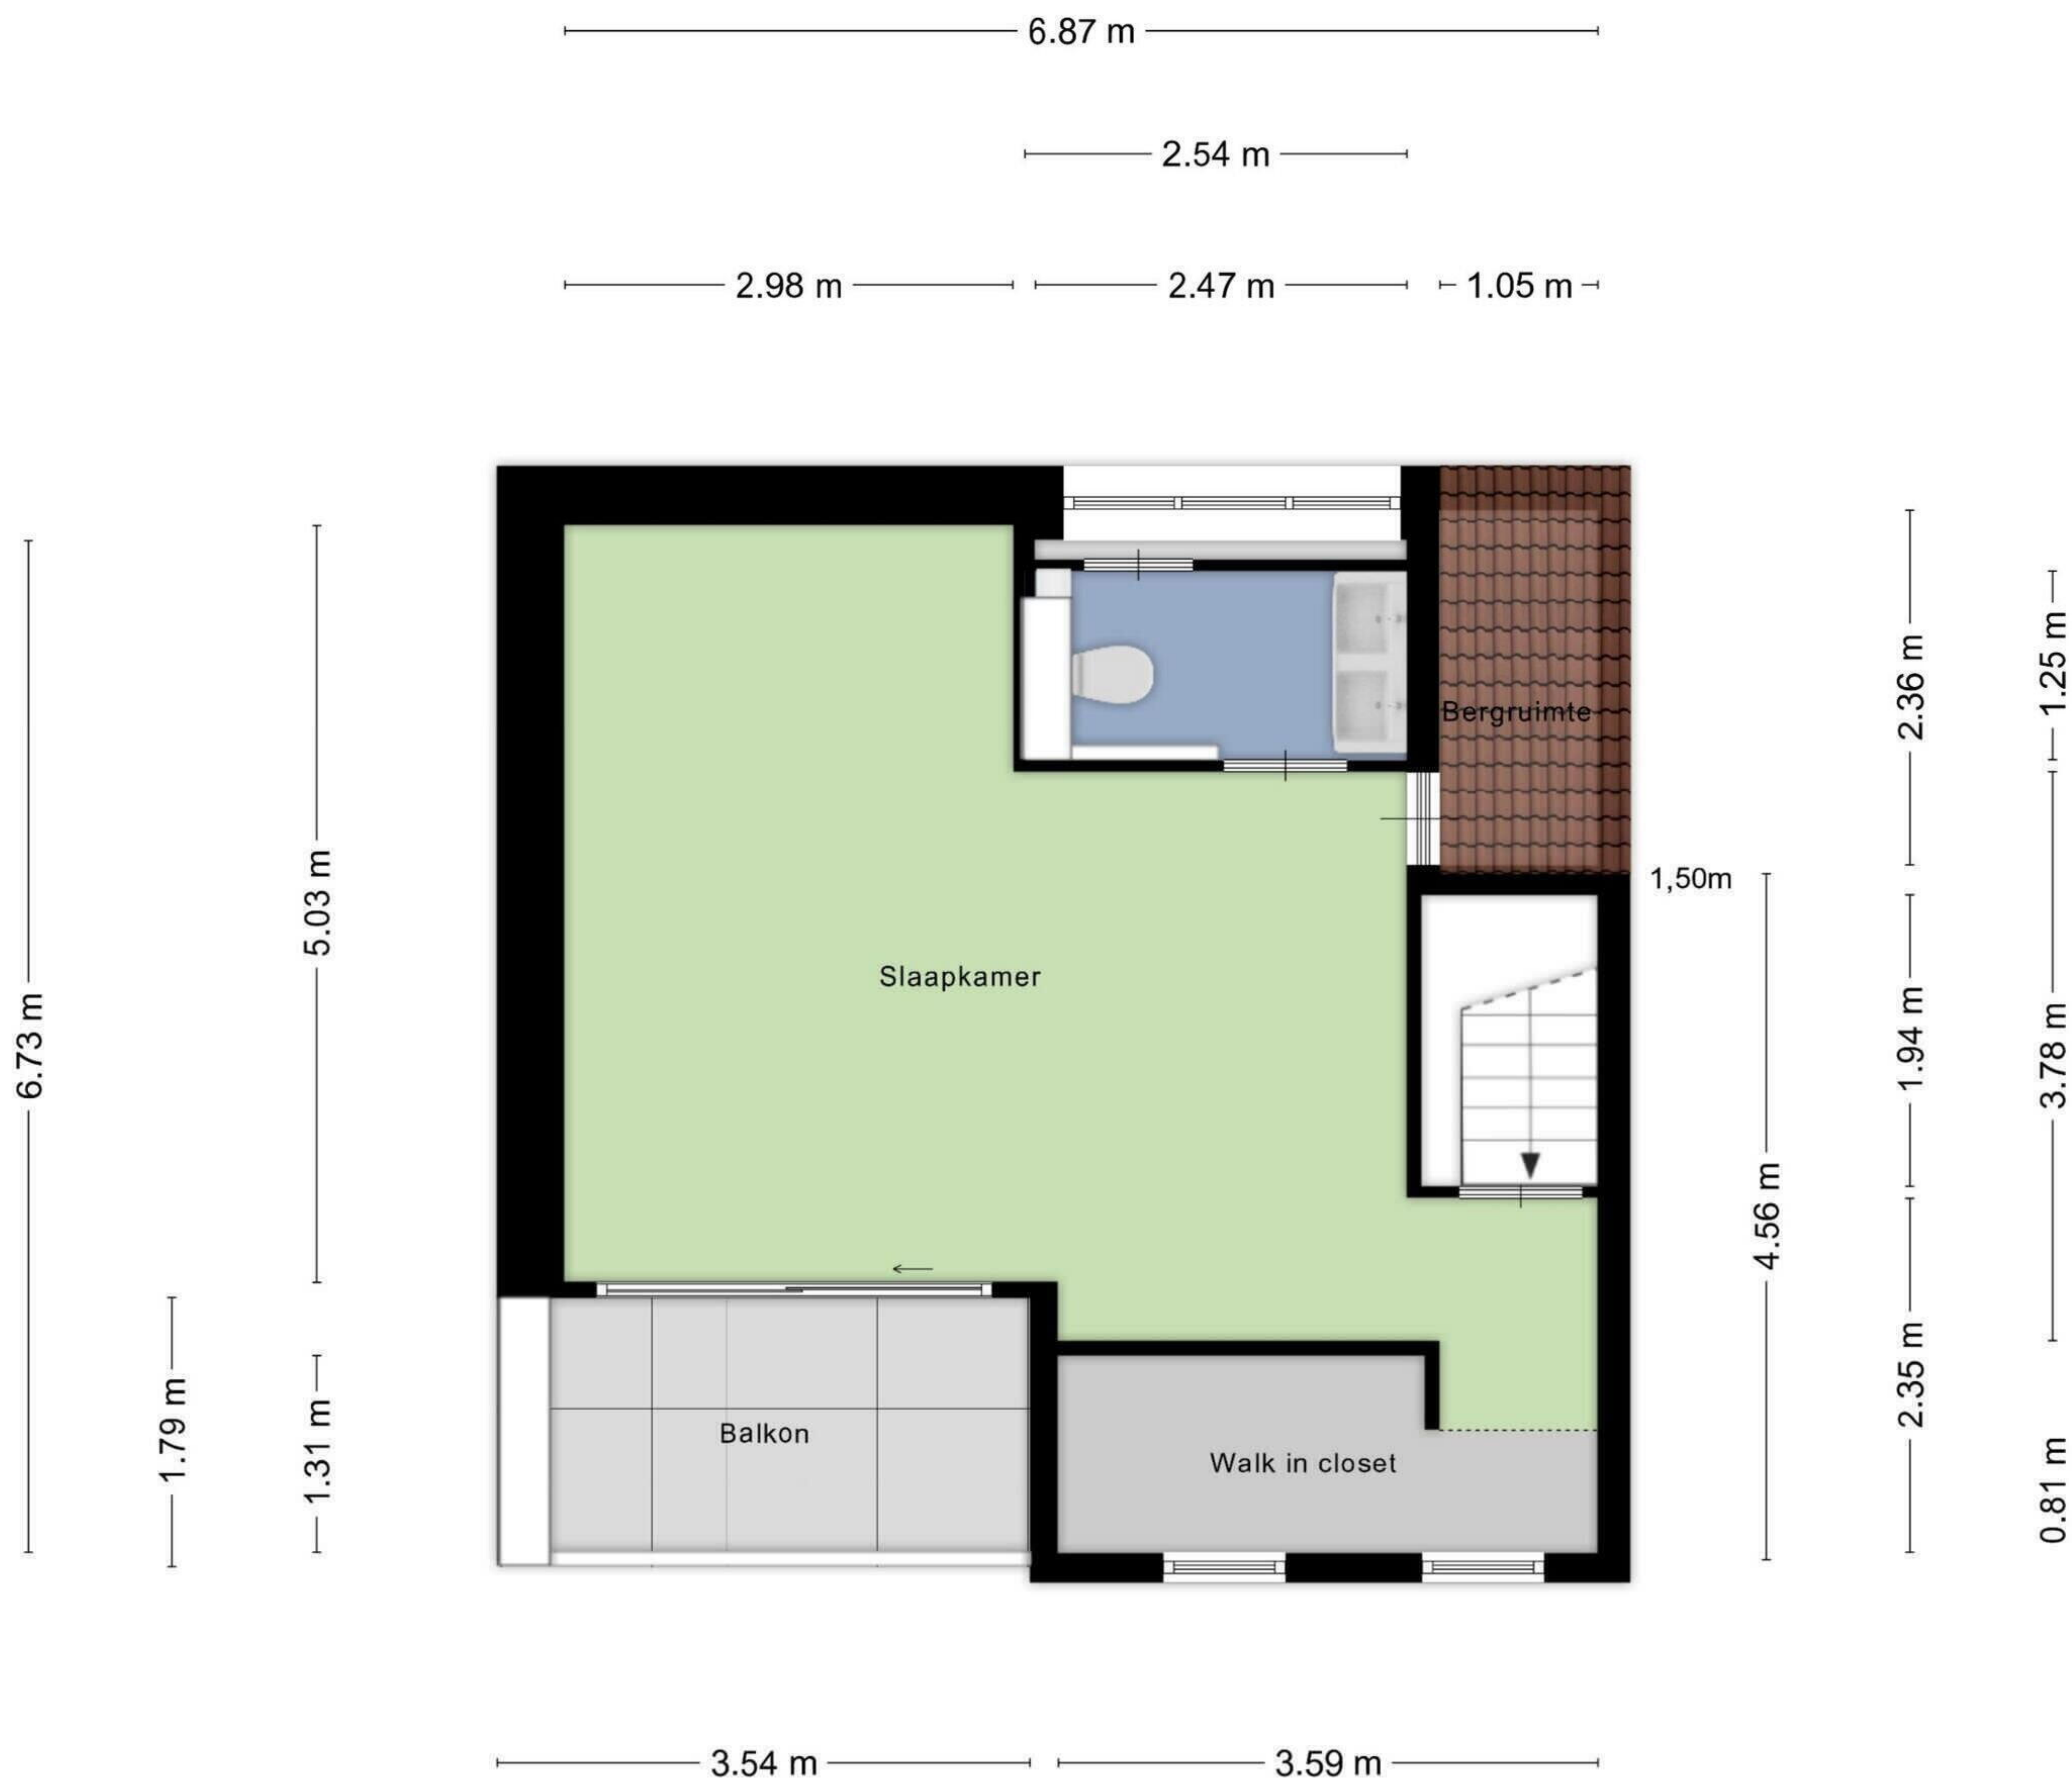 6.87 m
2.54 m
2.98 m
2.47 m
1.05 m
6.73 m
5.03 m
1.79 m
1.31 m
Bergruimte
Slaapkamer
Balkon
Walk in closet
1,50m
4.56 m
2.36 m
1.94 m
2.35 m
1.25 m
3.78 m
0.81 m
3.54 m
3.59 m